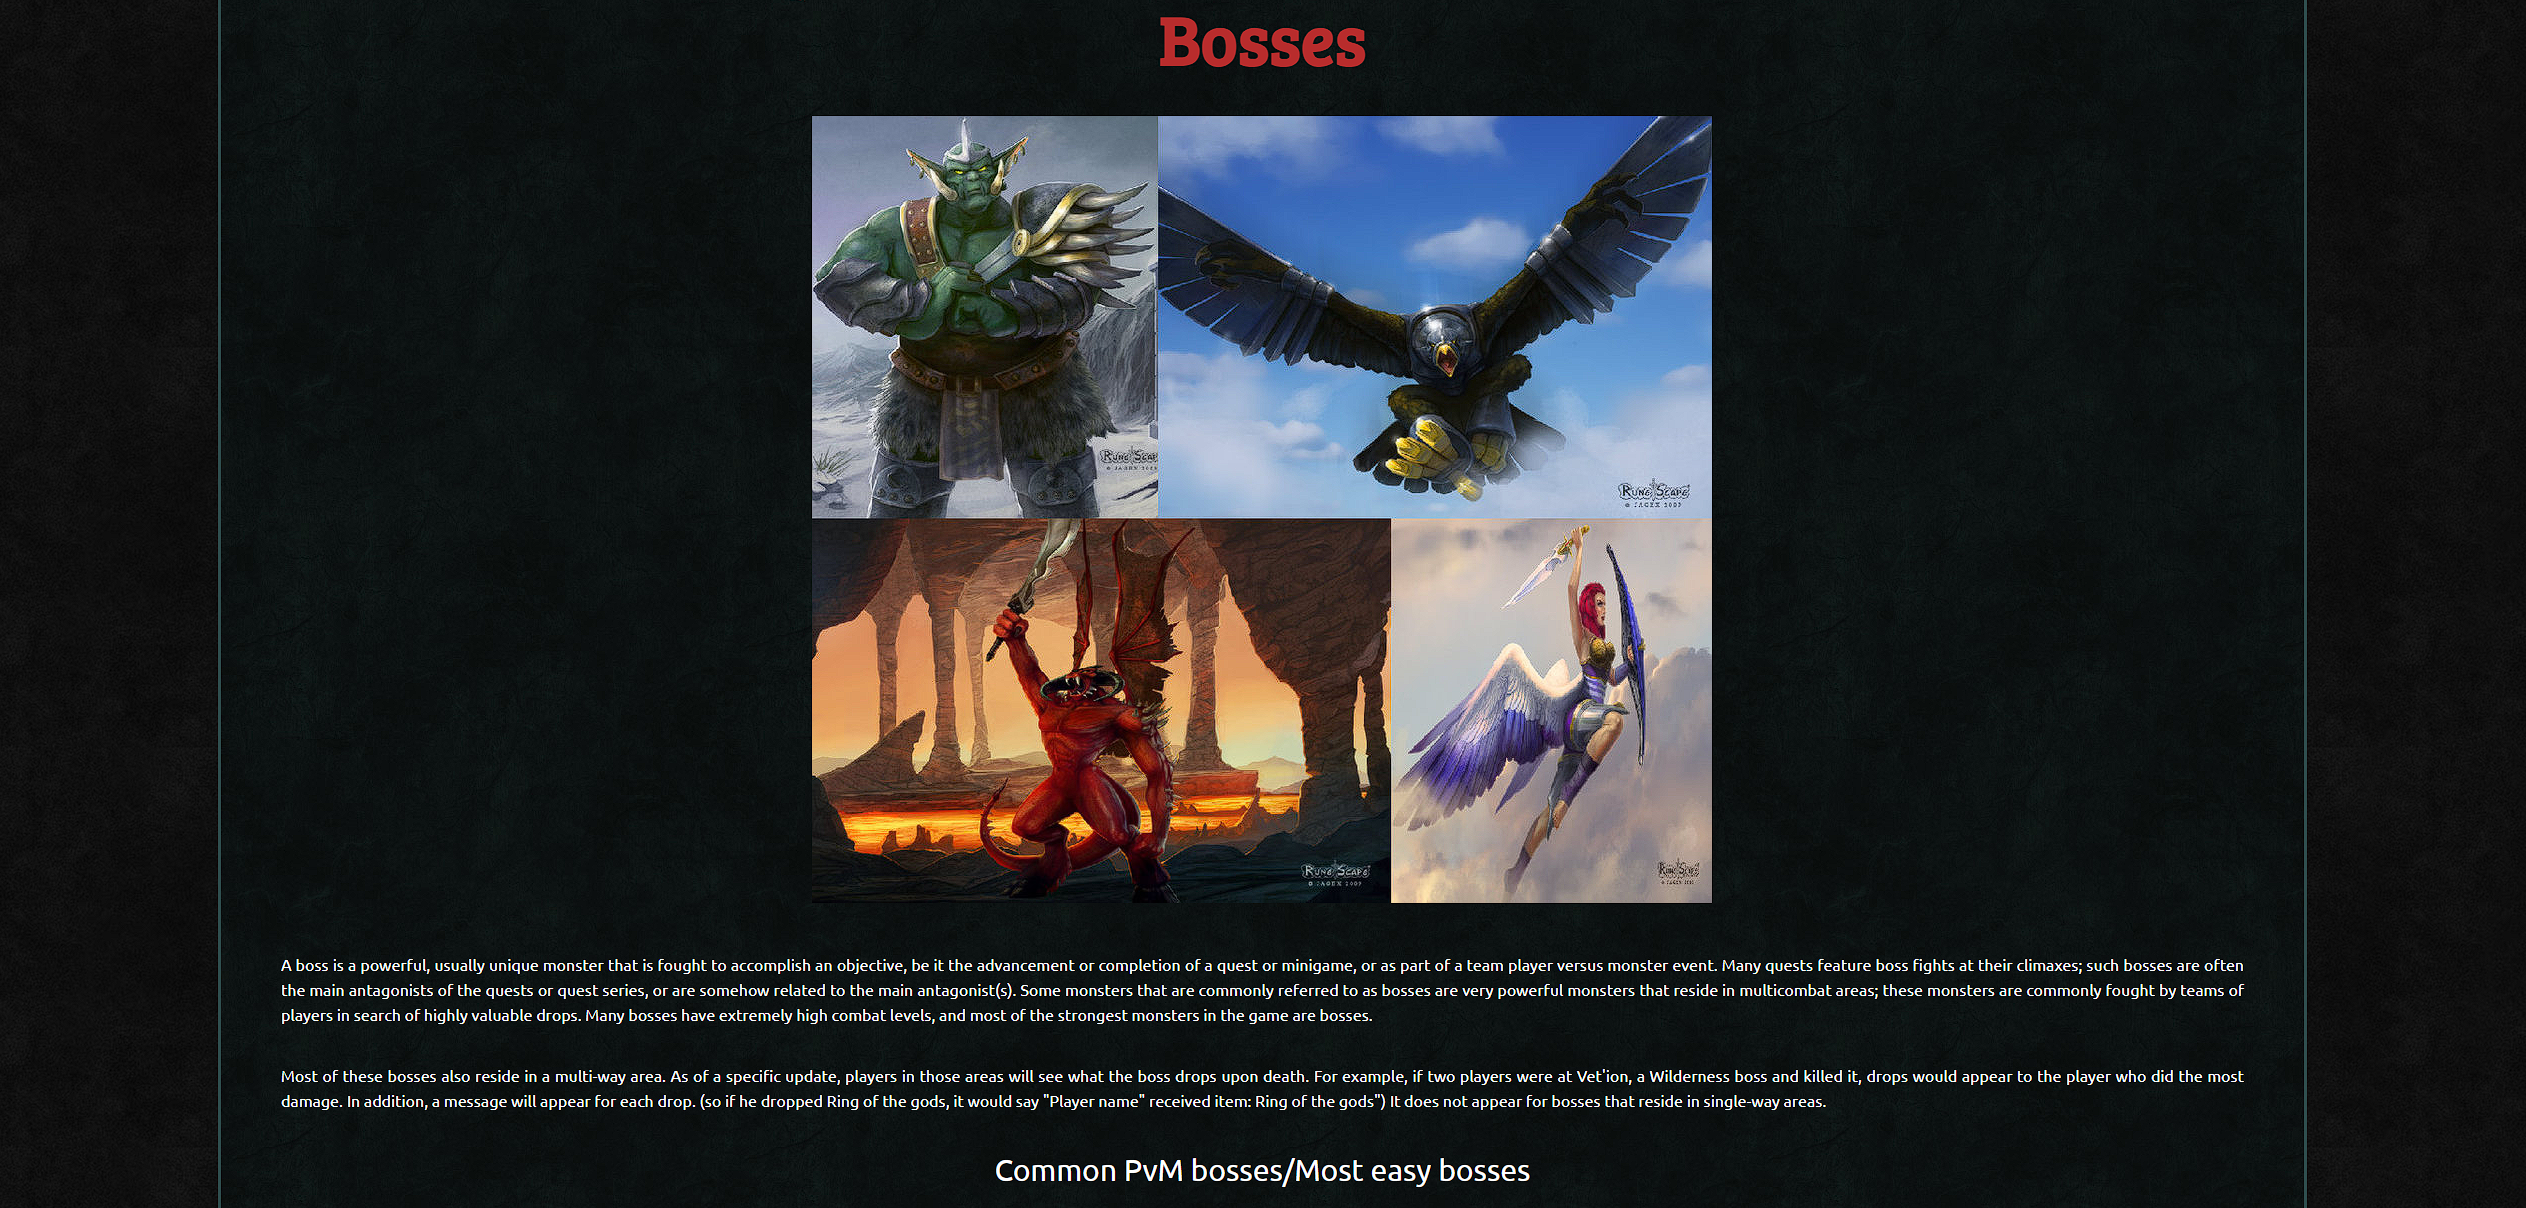 Bosses
RuneScape
© JAGEX 2009
RuneScape
© JAGEX 2009
RuneScape
© JAGEX 2009
A boss is a powerful, usually unique monster that is fought to accomplish an objective, be it the advancement or completion of a quest or minigame, or as part of a team player versus monster event. Many quests feature boss fights at their climaxes; such bosses are often
the main antagonists of the quests or quest series, or are somehow related to the main antagonist(s). Some monsters that are commonly referred to as bosses are very powerful monsters that reside in multicombat areas; these monsters are commonly fought by teams of
players in search of highly valuable drops. Many bosses have extremely high combat levels, and most of the strongest monsters in the game are bosses.
Most of these bosses also reside in a multi-way area. As of a specific update, players in those areas will see what the boss drops upon death. For example, if two players were at Vet'ion, a Wilderness boss and killed it, drops would appear to the player who did the most
damage. In addition, a message will appear for each drop. (so if he dropped Ring of the gods, it would say "Player name" received item: Ring of the gods") It does not appear for bosses that reside in single-way areas.
Common PvM bosses/Most easy bosses